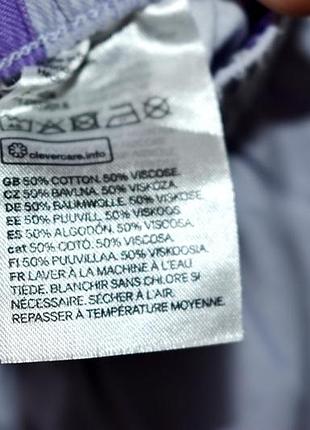 clevercare.info
GB 50% COTTON, 50% VISCOSE.
CZ 50% BAVLNA, 50% VISKÓZA
DE 50% BAUMWOLLE, 50% VISKOSE
EE 50% PUUVILL, 50% VISKOOS
ES 50% ALGODÓN, 50% VISCOSA.
cat 50% COTÓ, 50% VISCOSA.
FI 50% PUUVILLAA, 50% VISKOOSIA
FR LAVER À LA MACHINE À L'EAU
TIÈDE. BLANCHIR SANS CHLORE SI
NÉCESSAIRE. SÉCHER À L'AIR.
REPASSER À TEMPÉRATURE MOYENNE.